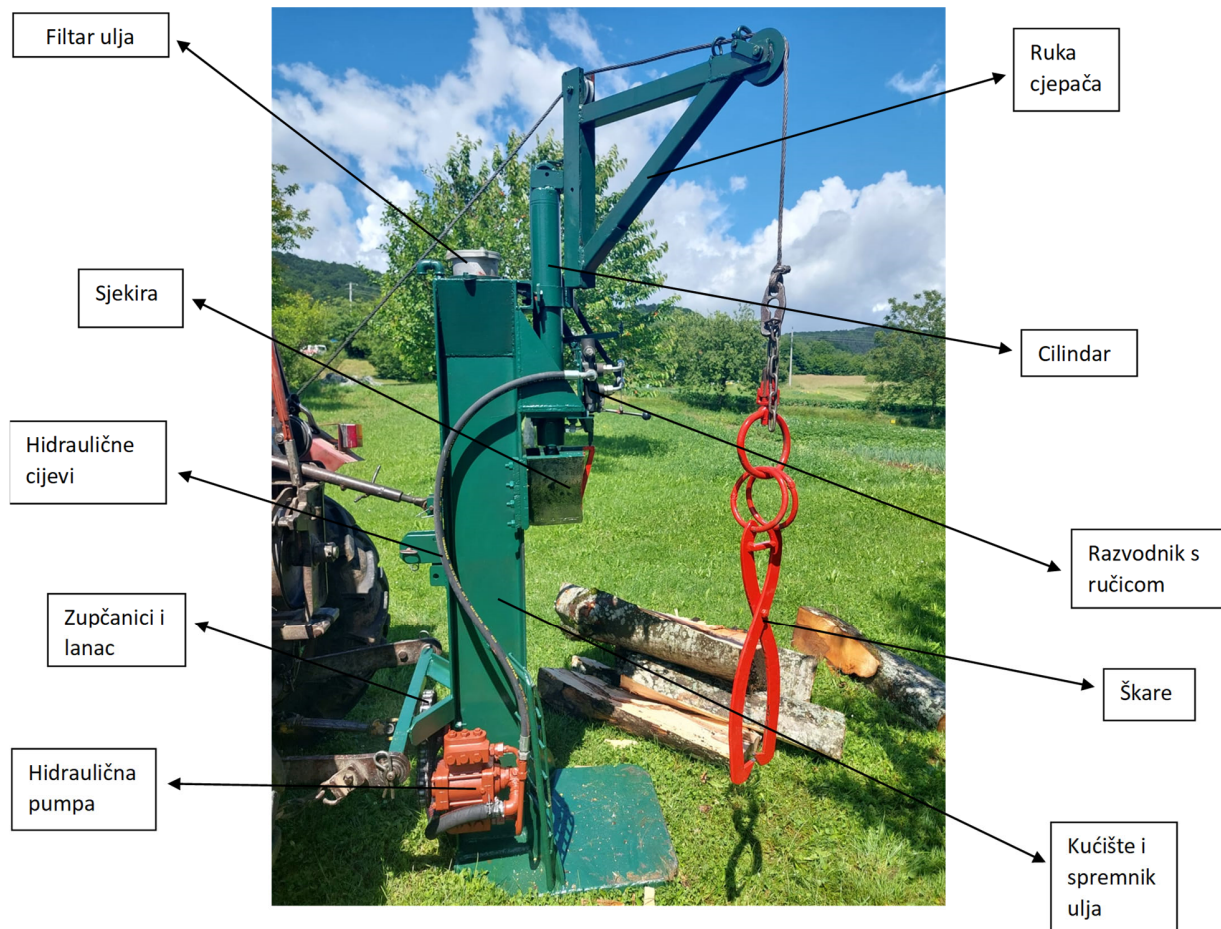 Filtar ulja
Sjekira
Hidraulične
cijevi
Zupčanici i
lanac
Hidraulična
pumpa
Ruka
cjepača
Cilindar
Razvodnik s
ručicom
Škare
Kućište i
spremnik
ulja